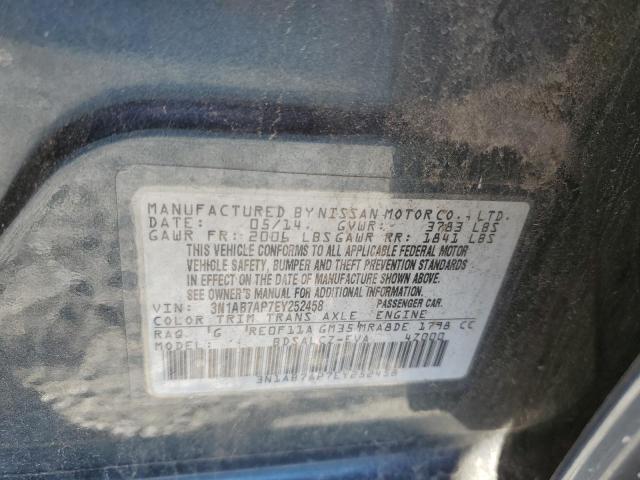 MANUFACTURED BY NISSAN MOTOR CO., LTD.
DATE: 05/14 GVWR: 3783 LBS
GAWR FR: 2006 LBS GAWR RR: 1841 LBS
THIS VEHICLE CONFORMS TO ALL APPLICABLE FEDERAL MOTOR
VEHICLE SAFETY, BUMPER AND THEFT PREVENTION STANDARDS
IN EFFECT ON THE DATE OF MANUFACTURE SHOWN ABOVE.
SEE OWNER'S MANUAL FOR ADDITIONAL INFORMATION.
VIN: 3N1AB7AP7EY252458 PASSENGER CAR.
COLOR TRIM TRANS AXLE ENGINE
RAQ G RE0F11A GM35 MRA8DE 1798 CC
MODEL: BDSALCZ-EVA 47000
3N1AB7AP7EY252458